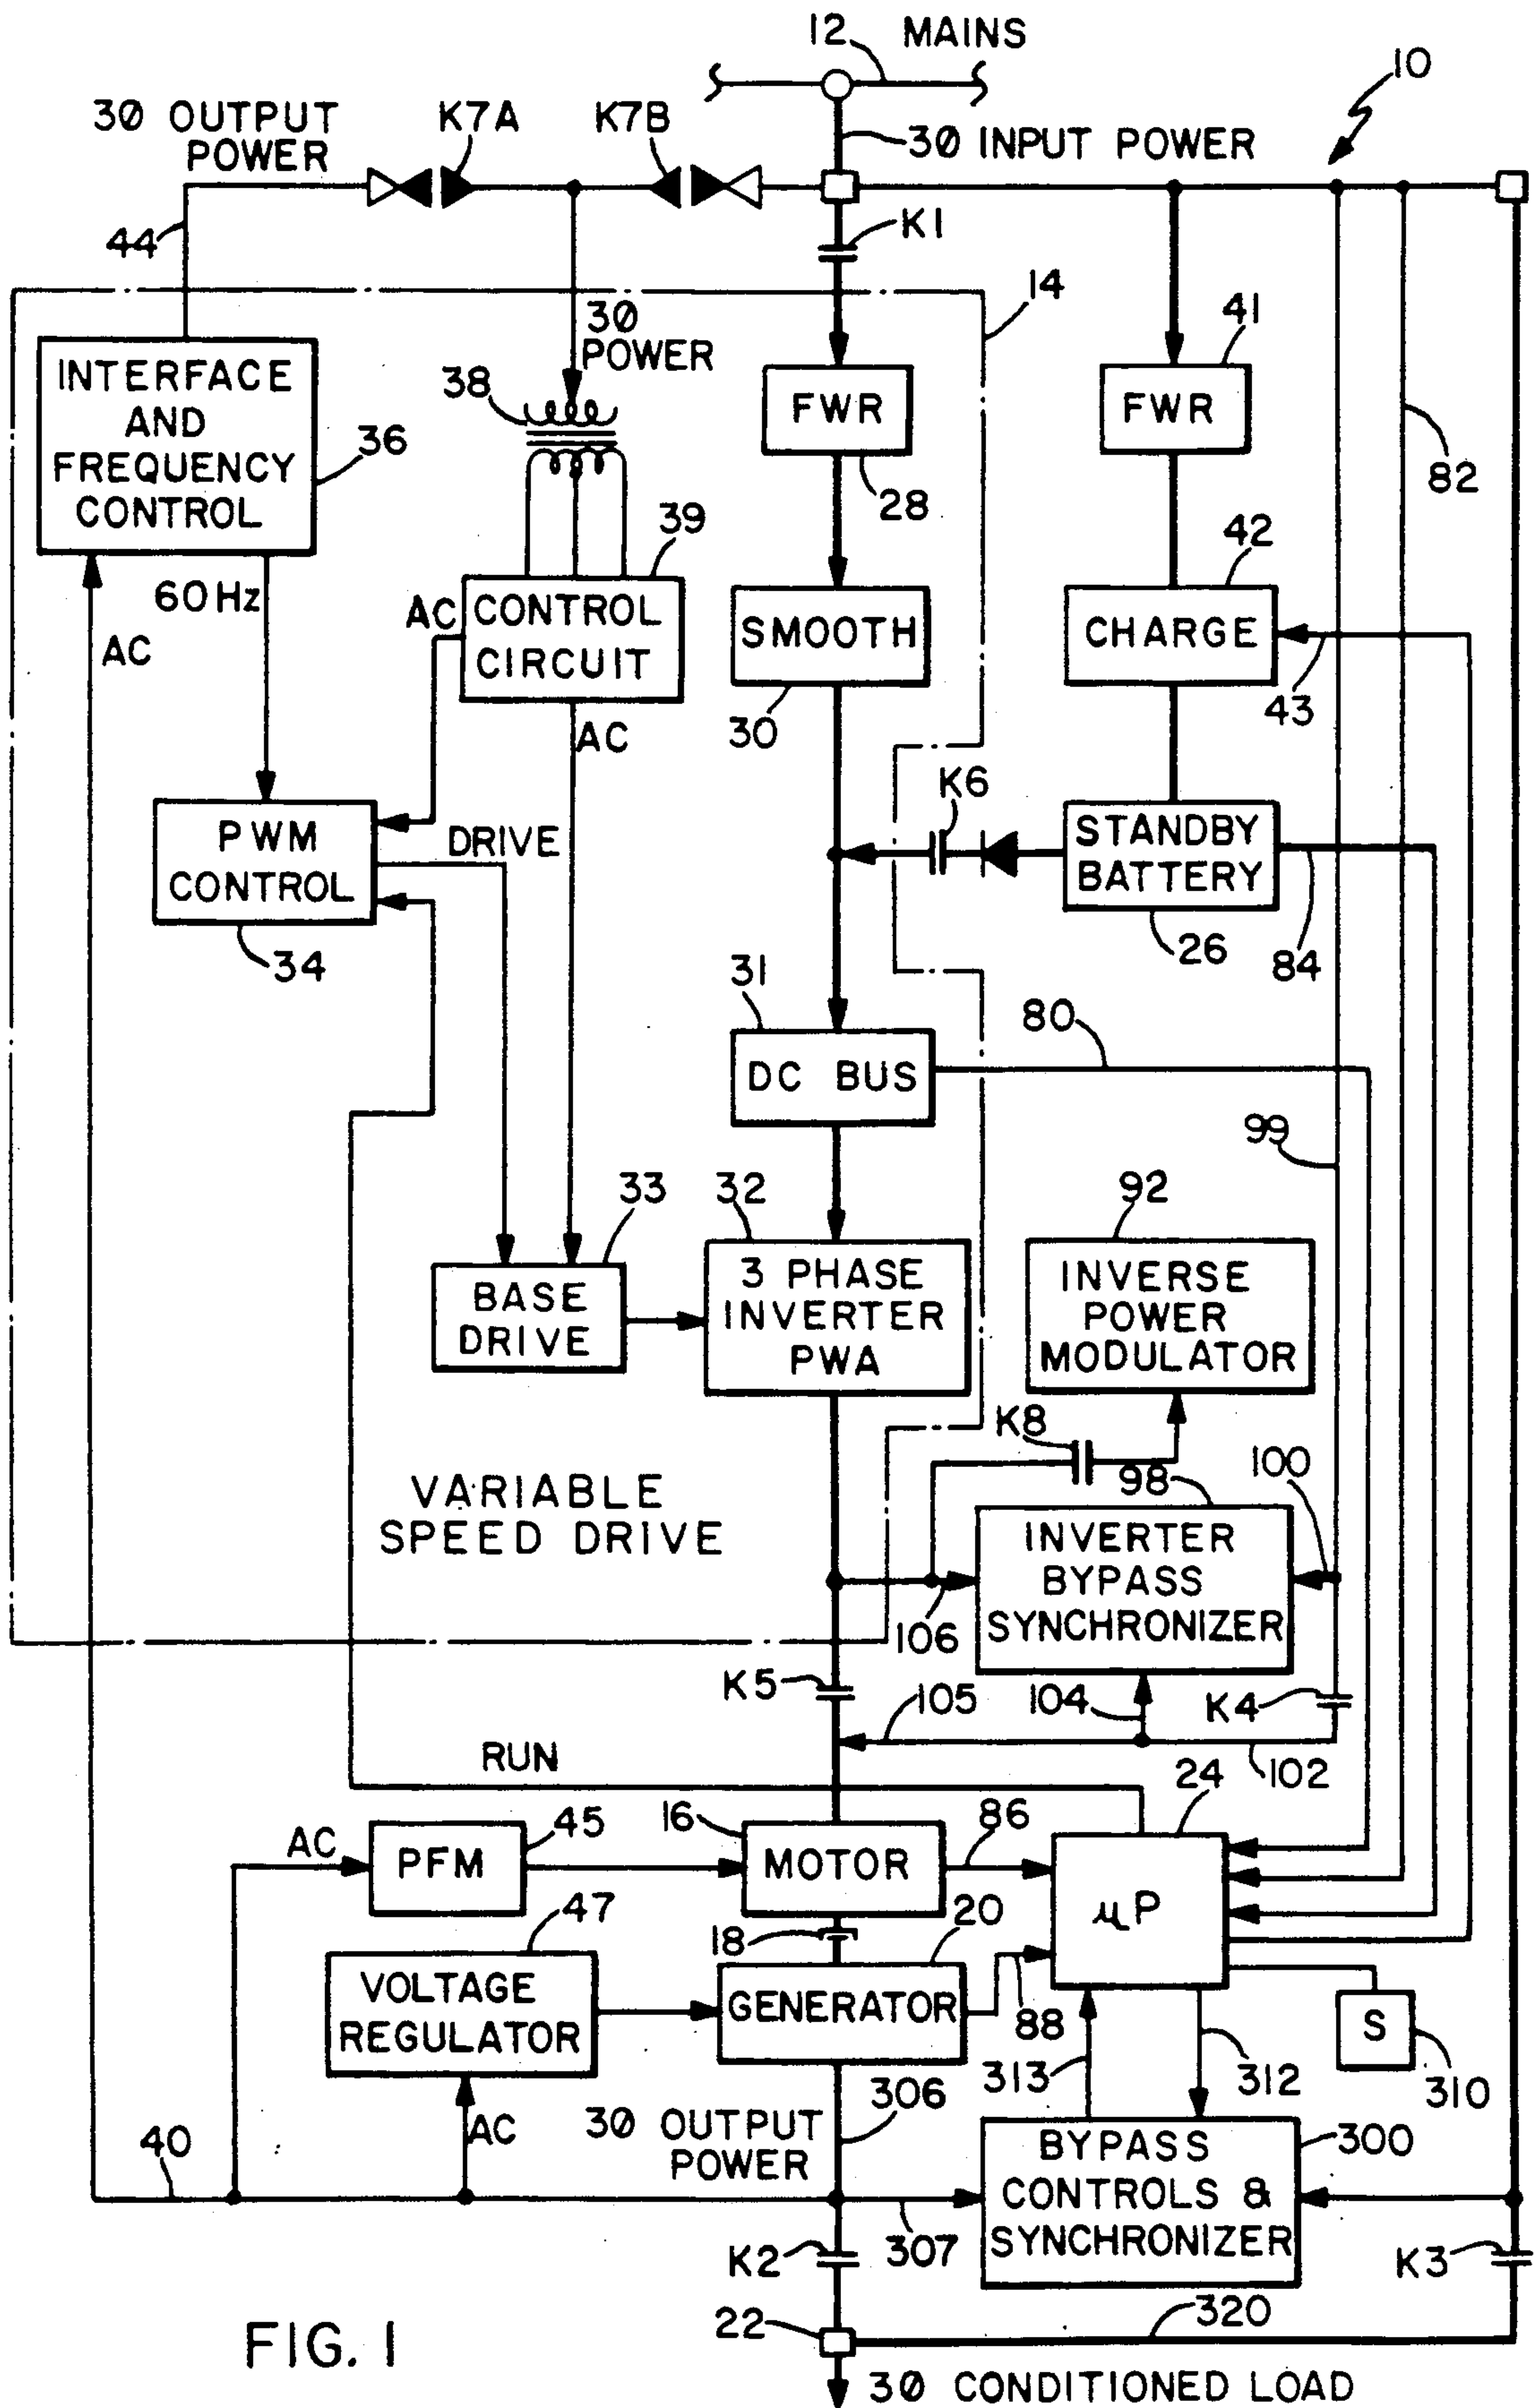 12 MAINS
10
30 OUTPUT
POWER
K7A
K7B
30 INPUT POWER
44
K1
14
41
30
POWER
INTERFACE
AND
FREQUENCY
CONTROL
36
38
FWR
28
FWR
82
39
42
60Hz
AC
AC
CONTROL
CIRCUIT
SMOOTH
30
CHARGE
43
AC
K6
PWM
CONTROL
34
DRIVE
STANDBY
BATTERY
26
84
31
80
DC BUS
99
33
32
92
BASE
DRIVE
3 PHASE
INVERTER
PWA
INVERSE
POWER
MODULATOR
K8
98
100
VARIABLE
SPEED DRIVE
INVERTER
BYPASS
SYNCHRONIZER
106
K5
105
104
K4
RUN
102
24
AC
PFM
45
16
MOTOR
86
μP
47
18
20
VOLTAGE
REGULATOR
GENERATOR
88
S
310
313
312
306
40
AC
30 OUTPUT
POWER
BYPASS
CONTROLS &
SYNCHRONIZER
300
307
K2
K3
22
320
FIG. 1
30 CONDITIONED LOAD